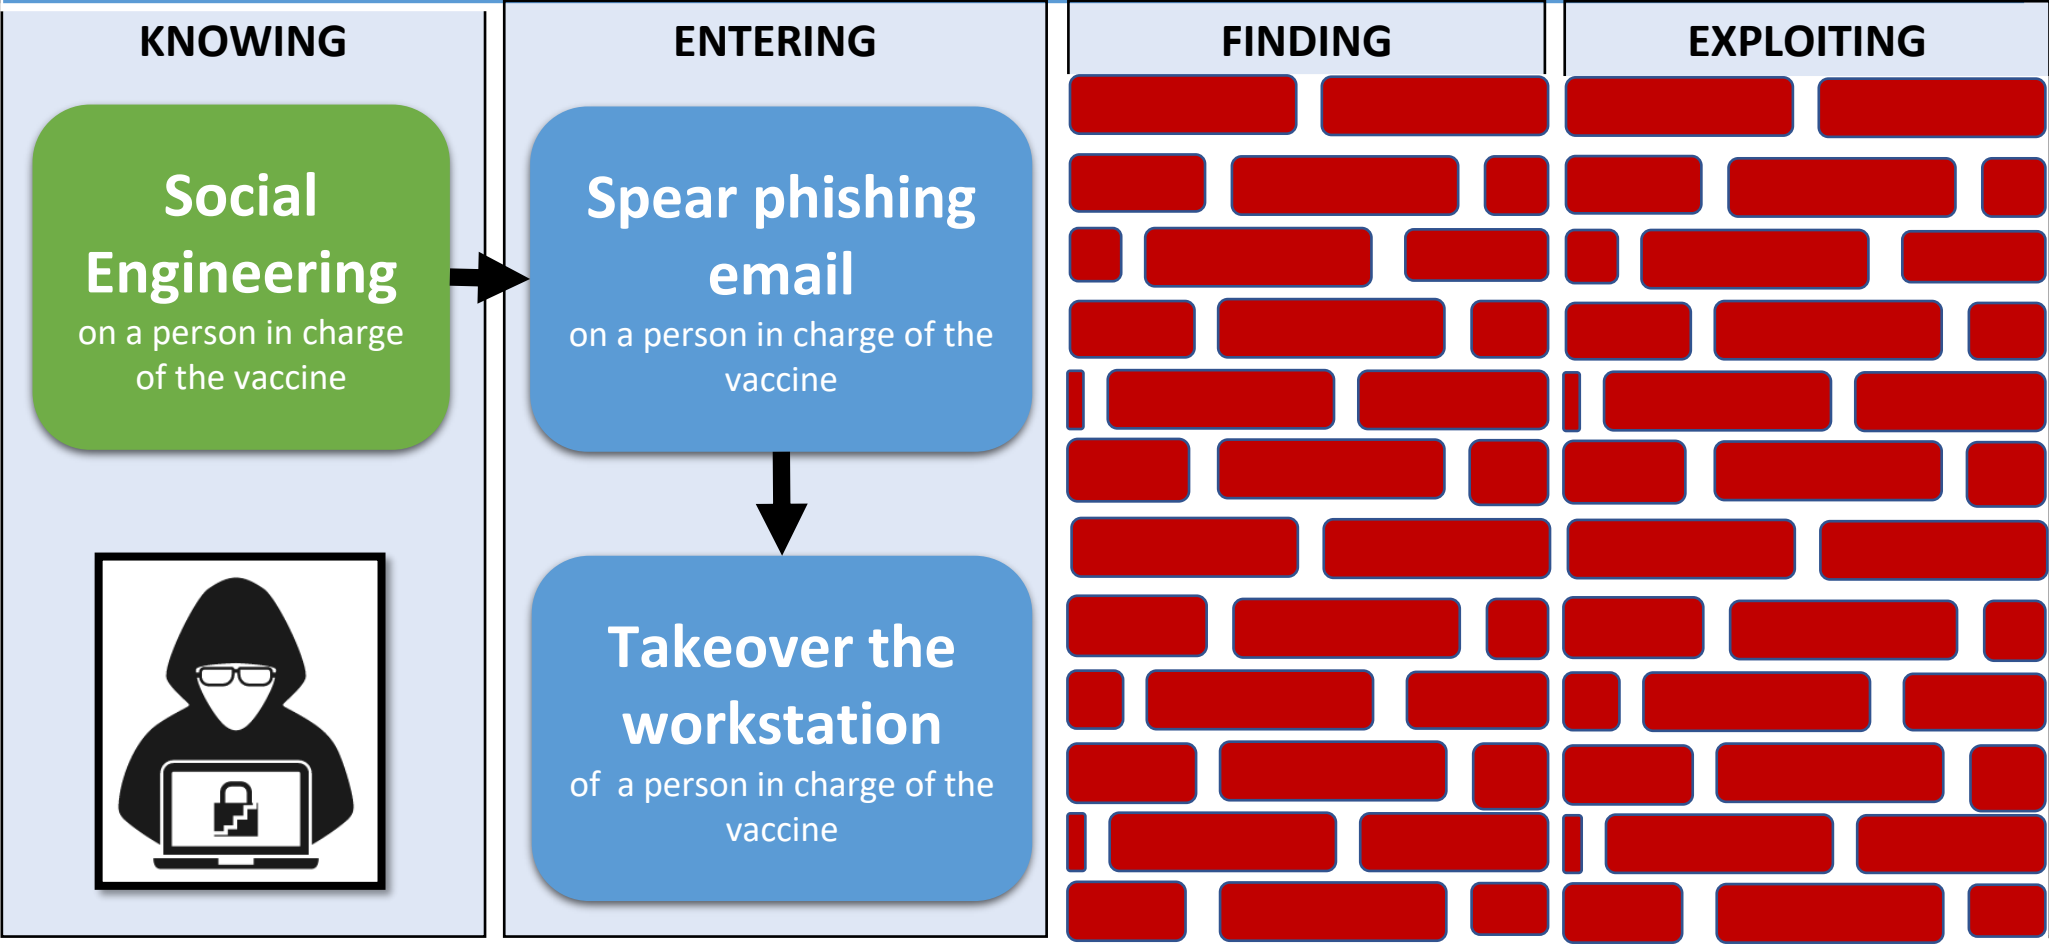 KNOWING
Social
Engineering
on a person in charge
of the vaccine
ENTERING
Spear phishing
email
on a person in charge of the
vaccine
Takeover the
workstation
of  a person in charge of the
vaccine
FINDING
EXPLOITING